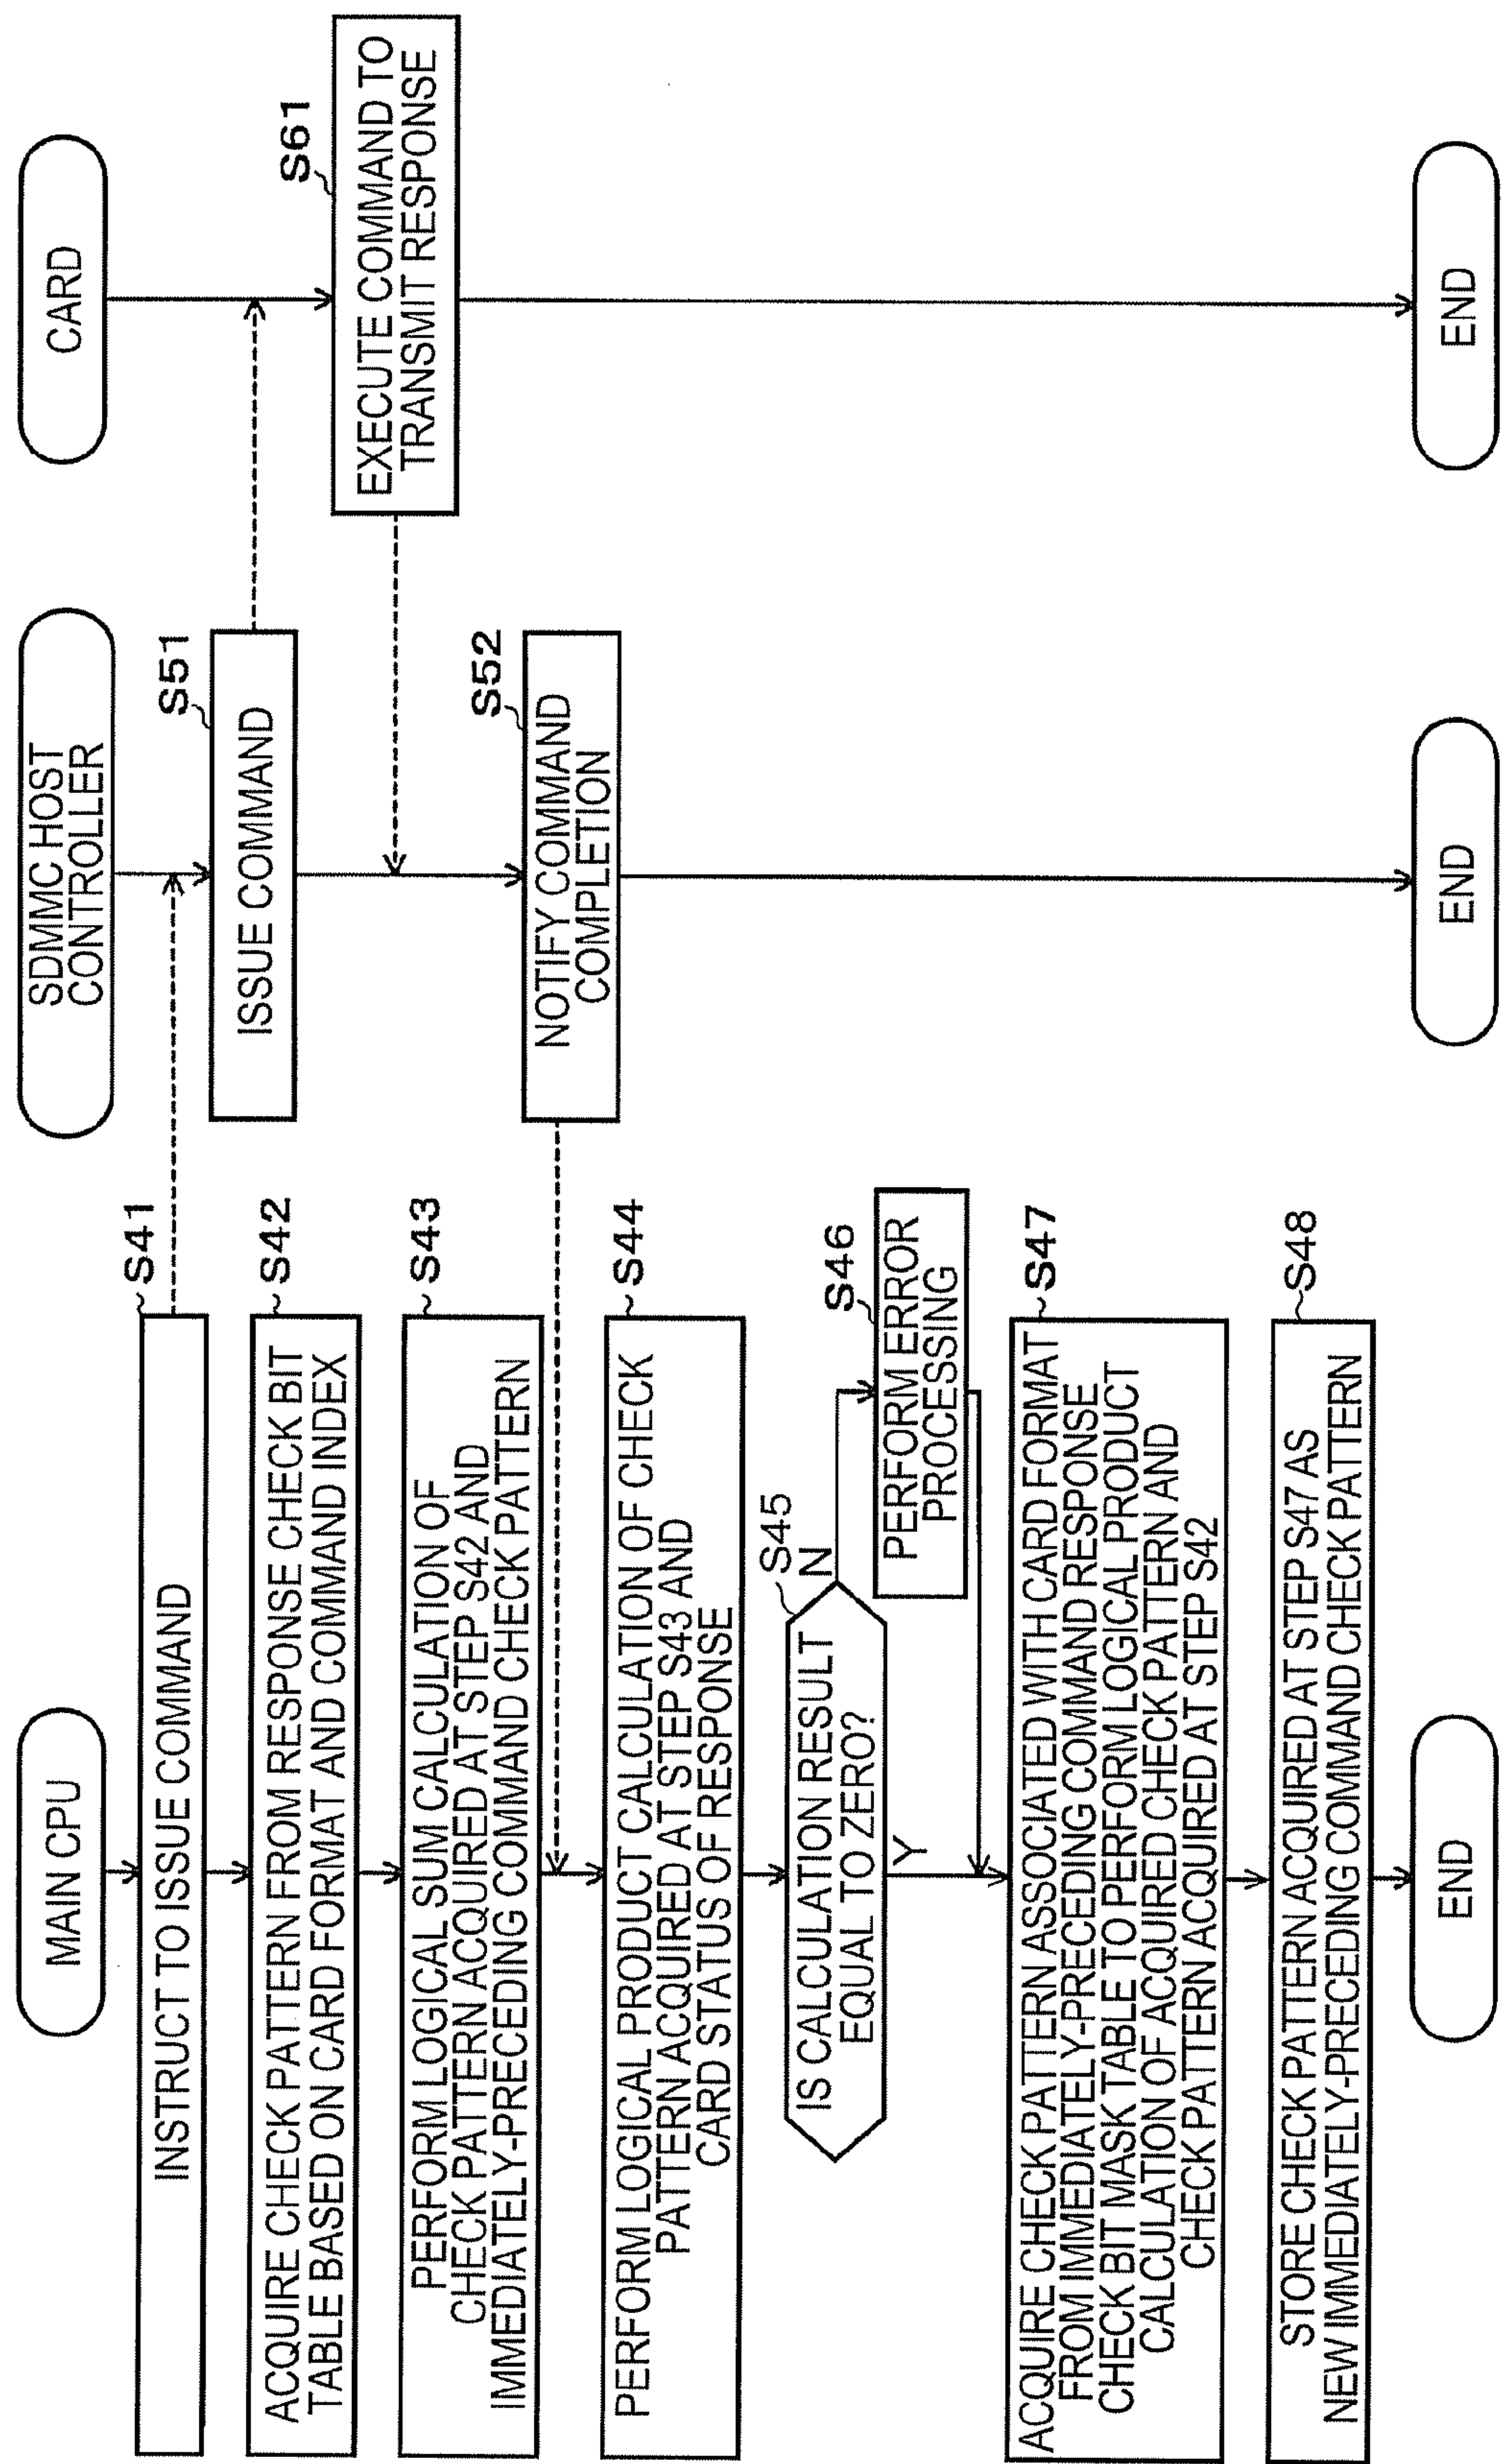 MAIN CPU
S41
INSTRUCT TO ISSUE COMMAND
S42
ACQUIRE CHECK PATTERN FROM RESPONSE CHECK BIT
TABLE BASED ON CARD FORMAT AND COMMAND INDEX
S43
PERFORM LOGICAL SUM CALCULATION OF
CHECK PATTERN ACQUIRED AT STEP S42 AND
IMMEDIATELY-PRECEDING COMMAND CHECK PATTERN
S44
PERFORM LOGICAL PRODUCT CALCULATION OF CHECK
PATTERN ACQUIRED AT STEP S43 AND
CARD STATUS OF RESPONSE
S45
IS CALCULATION RESULT
EQUAL TO ZERO?
N
Y
S46
PERFORM ERROR
PROCESSING
S47
ACQUIRE CHECK PATTERN ASSOCIATED WITH CARD FORMAT
FROM IMMEDIATELY-PRECEDING COMMAND RESPONSE
CHECK BIT MASK TABLE TO PERFORM LOGICAL PRODUCT
CALCULATION OF ACQUIRED CHECK PATTERN AND
CHECK PATTERN ACQUIRED AT STEP S42
S48
STORE CHECK PATTERN ACQUIRED AT STEP S47 AS
NEW IMMEDIATELY-PRECEDING COMMAND CHECK PATTERN
END
SDMMC HOST
CONTROLLER
S51
ISSUE COMMAND
S52
NOTIFY COMMAND
COMPLETION
END
CARD
S61
EXECUTE COMMAND TO
TRANSMIT RESPONSE
END